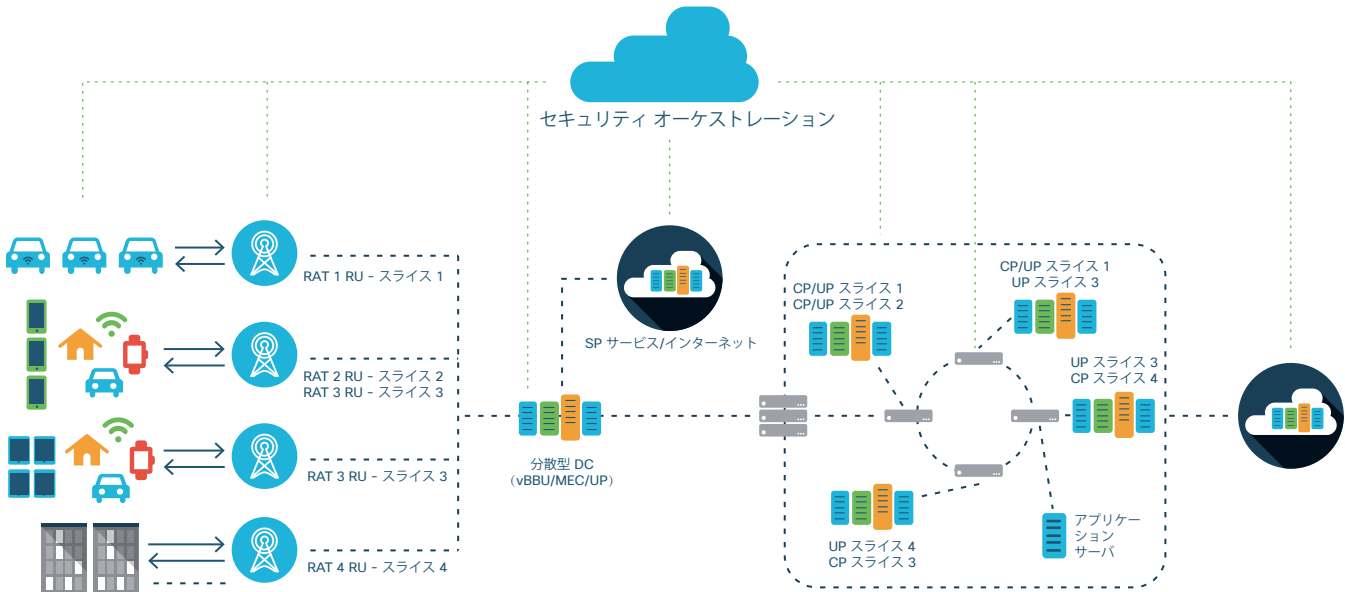 セキュリティ オーケストレーション
RAT 1 RU - スライス 1
RAT 2 RU - スライス 2
RAT 3 RU - スライス 3
RAT 3 RU - スライス 3
RAT 4 RU - スライス 4
SP サービス/インターネット
分散型 DC
（vBBU/MEC/UP）
CP/UP スライス 1
CP/UP スライス 2
CP/UP スライス 1
UP スライス 3
UP スライス 3
CP スライス 4
UP スライス 4
CP スライス 3
アプリケー
ション
サーバ